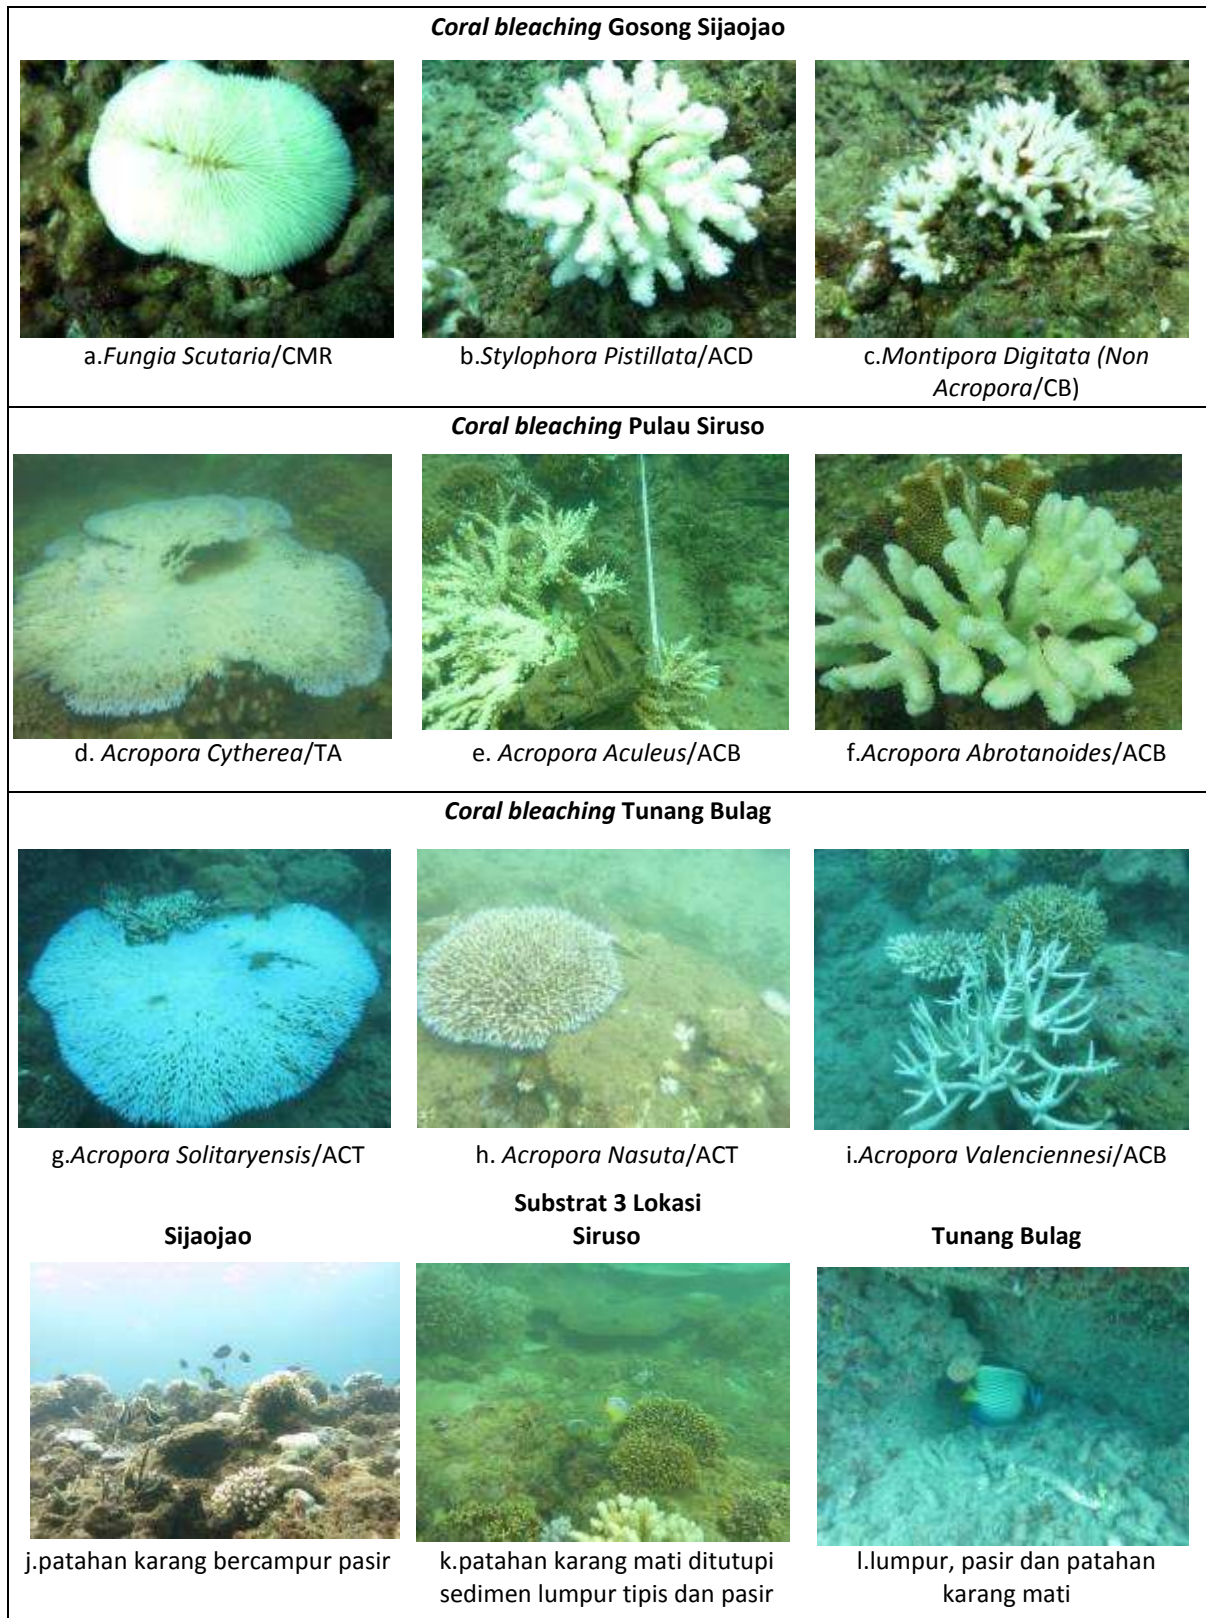 Coral bleaching Gosong Sijaojao
a.Fungia Scutaria/CMR
b.Stylophora Pistillata/ACD
c.Montipora Digitata (Non
Acropora/CB)
Coral bleaching Pulau Siruso
d. Acropora Cytherea/TA
e. Acropora Aculeus/ACB
f.Acropora Abrotanoides/ACB
Coral bleaching Tunang Bulag
g.Acropora Solitaryensis/ACT
h. Acropora Nasuta/ACT
i.Acropora Valenciennesi/ACB
Substrat 3 Lokasi
Sijaojao
Siruso
Tunang Bulag
j.patahan karang bercampur pasir
k.patahan karang mati ditutupi
sedimen lumpur tipis dan pasir
l.lumpur, pasir dan patahan
karang mati